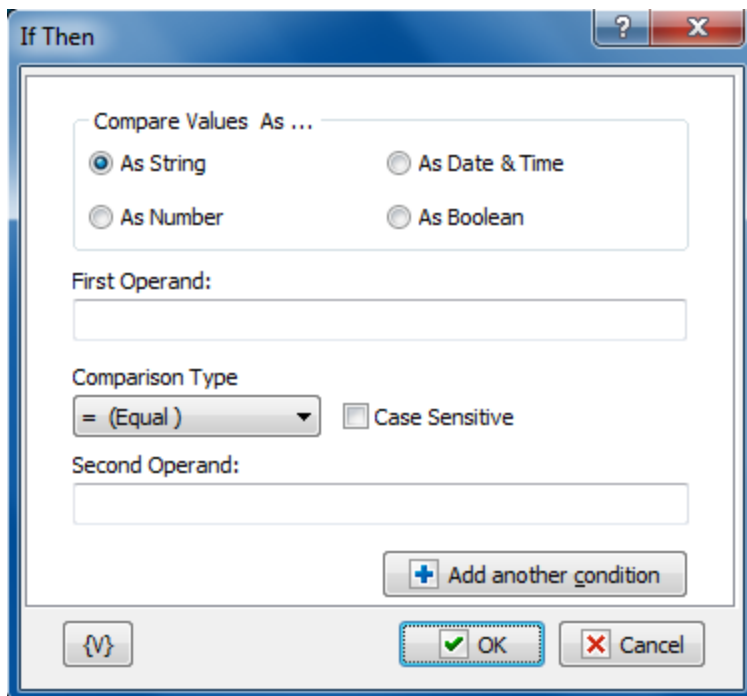 If Then
?
Compare Values As ...
As String As Date & Time
As Number As Boolean
First Operand:
Comparison Type
= (Equal ) Case Sensitive
Second Operand:
Add another condition
{V} OK Cancel